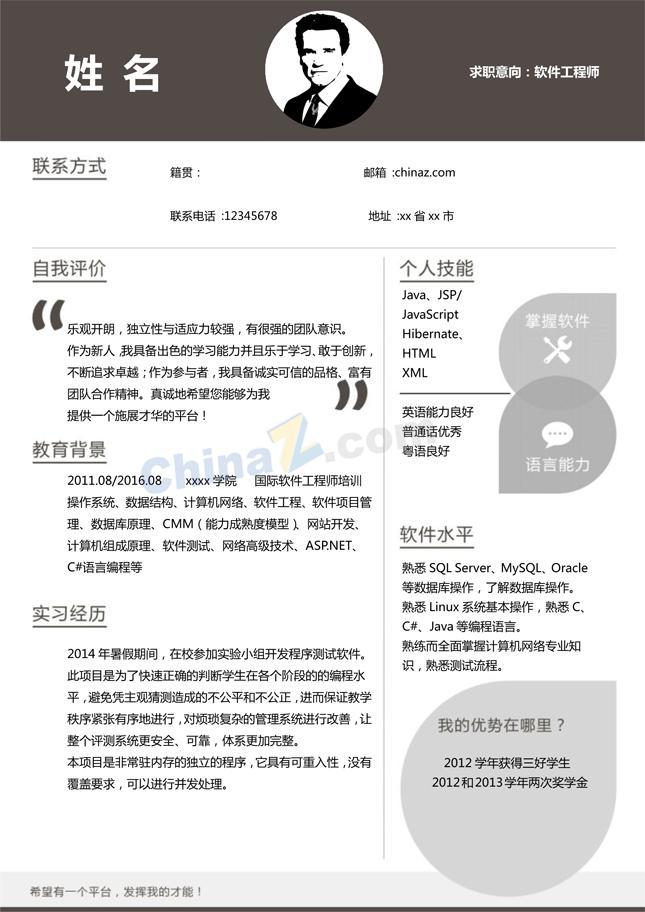 姓 名
求职意向：软件工程师
联系方式
籍贯：
邮箱 :chinaz.com
联系电话 :12345678
地址 :xx 省 xx 市
自我评价
“
乐观开朗，独立性与适应力较强，有很强的团队意识。
作为新人 ,我具备出色的学习能力并且乐于学习、敢于创新，
不断追求卓越；作为参与者，我具备诚实可信的品格、富有
团队合作精神。真诚地希望您能够为我
提供一个施展才华的平台！
”
教育背景
2011.08/2016.08 xxxx 学院 国际软件工程师培训
操作系统、数据结构、计算机网络、软件工程、软件项目管
理、数据库原理、CMM（能力成熟度模型）、网站开发、
计算机组成原理、软件测试、网络高级技术、ASP.NET、
C#语言编程等
实习经历
2014 年暑假期间，在校参加实验小组开发程序测试软件。
此项目是为了快速正确的判断学生在各个阶段的的编程水
平，避免凭主观猜测造成的不公平和不公正，进而保证教学
秩序紧张有序地进行，对烦琐复杂的管理系统进行改善，让
整个评测系统更安全、可靠，体系更加完整。
本项目是非常驻内存的独立的程序，它具有可重入性，没有
覆盖要求，可以进行并发处理。
个人技能
Java、JSP/
JavaScript
Hibernate、
HTML
XML
掌握软件
英语能力良好
普通话优秀
粤语良好
语言能力
软件水平
熟悉 SQL Server、MySQL、Oracle
等数据库操作，了解数据库操作。
熟悉 Linux 系统基本操作，熟悉 C、
C#、Java 等编程语言。
熟练而全面掌握计算机网络专业知
识，熟悉测试流程。
我的优势在哪里？
2012 学年获得三好学生
2012 和 2013 学年两次奖学金
ChinaZ.com
希望有一个平台，发挥我的才能！